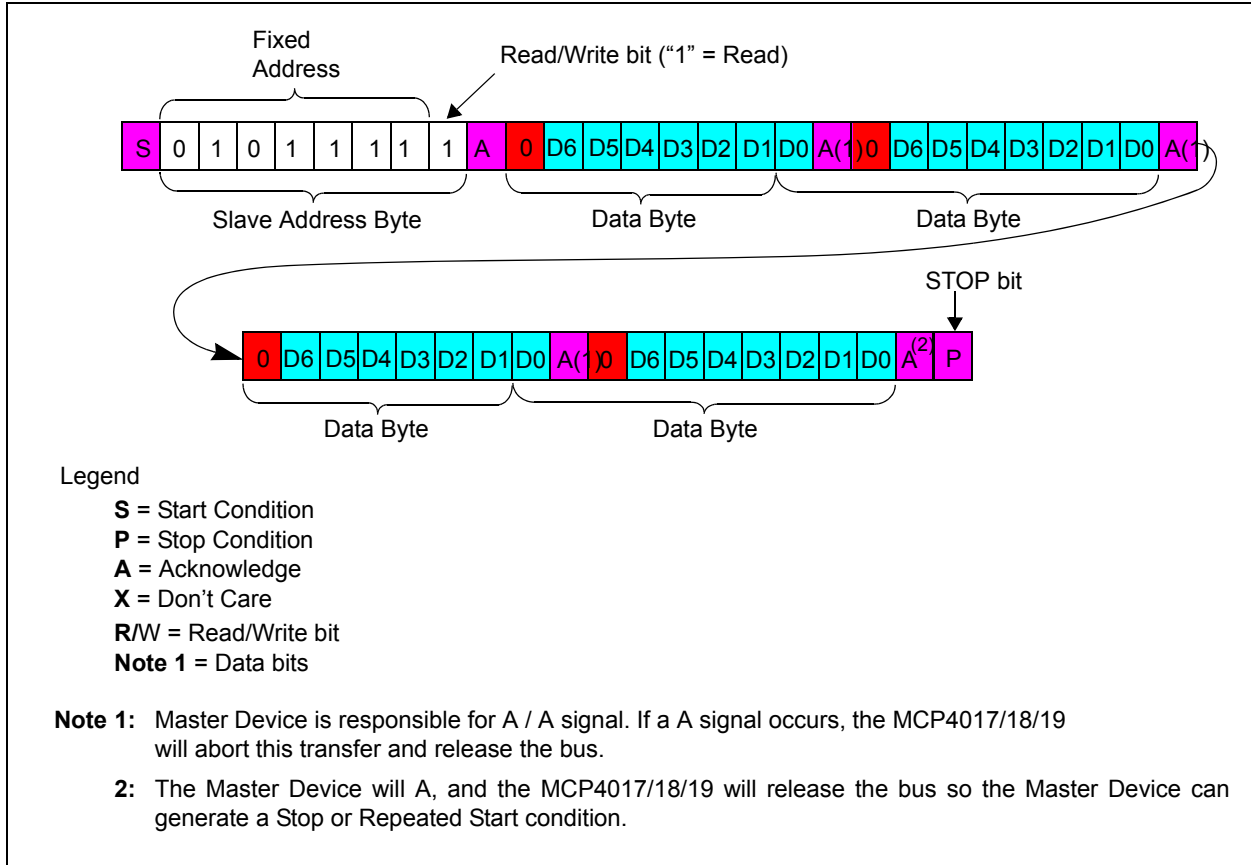 Fixed
Address
Read/Write bit ("1" = Read)
S 0 1 0 1 1 1 1 1 A 0 D6 D5 D4 D3 D2 D1 D0 A(1) 0 D6 D5 D4 D3 D2 D1 D0 A(1)
Slave Address Byte Data Byte Data Byte
STOP bit
0 D6 D5 D4 D3 D2 D1 D0 A(1) 0 D6 D5 D4 D3 D2 D1 D0 A(2) P
Data Byte Data Byte
Legend
S = Start Condition
P = Stop Condition
A = Acknowledge
X = Don't Care
R/W = Read/Write bit
Note 1 = Data bits
Note 1: Master Device is responsible for A / A signal. If a A signal occurs, the MCP4017/18/19
will abort this transfer and release the bus.
2: The Master Device will A, and the MCP4017/18/19 will release the bus so the Master Device can
generate a Stop or Repeated Start condition.